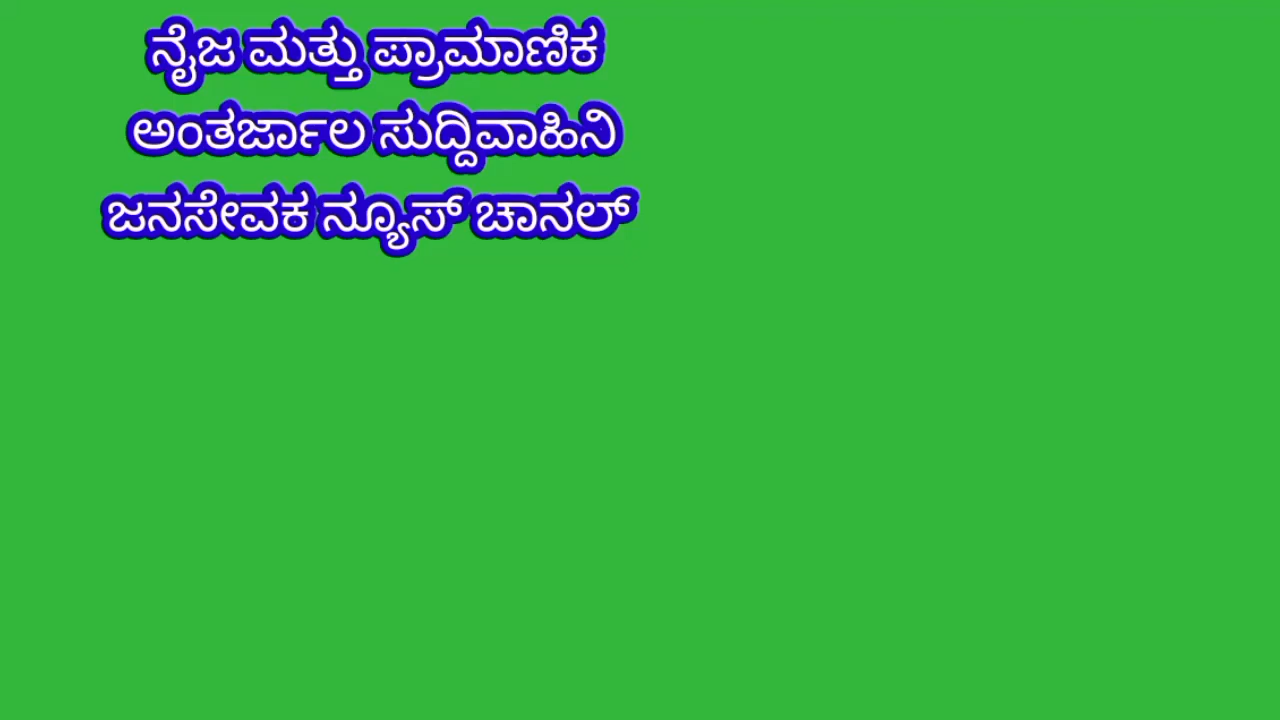 ನೈಜ ಮತ್ತು ಪ್ರಾಮಾಣಿಕ
ಅಂತರ್ಜಾಲ ಸುದ್ದಿವಾಹಿನಿ
ಜನಸೇವಕ ನ್ಯೂಸ್ ಚಾನಲ್